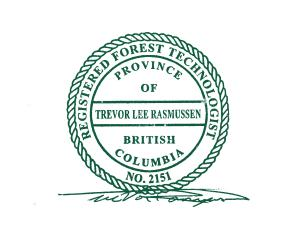 REGISTERED FOREST TECHNOLOGIST
PROVINCE
OF
TREVOR LEE RASMUSSEN
BRITISH
COLUMBIA
NO. 2151